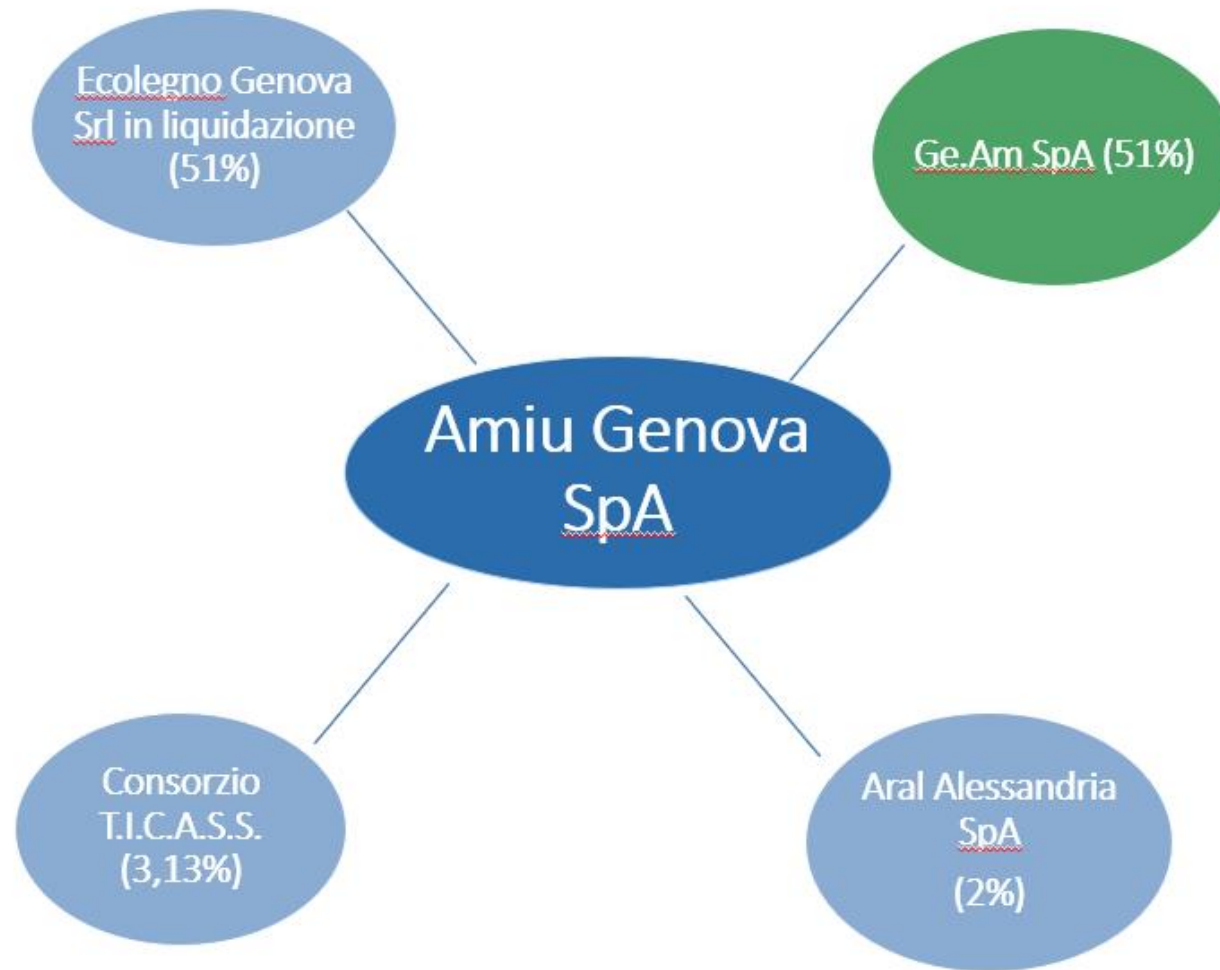 Ecolegno Genova
Srl in liquidazione
(51%)
Ge.Am SpA (51%)
Amiu Genova
SpA
Consorzio
T.I.C.A.S.S.
(3,13%)
Aral Alessandria
SpA
(2%)